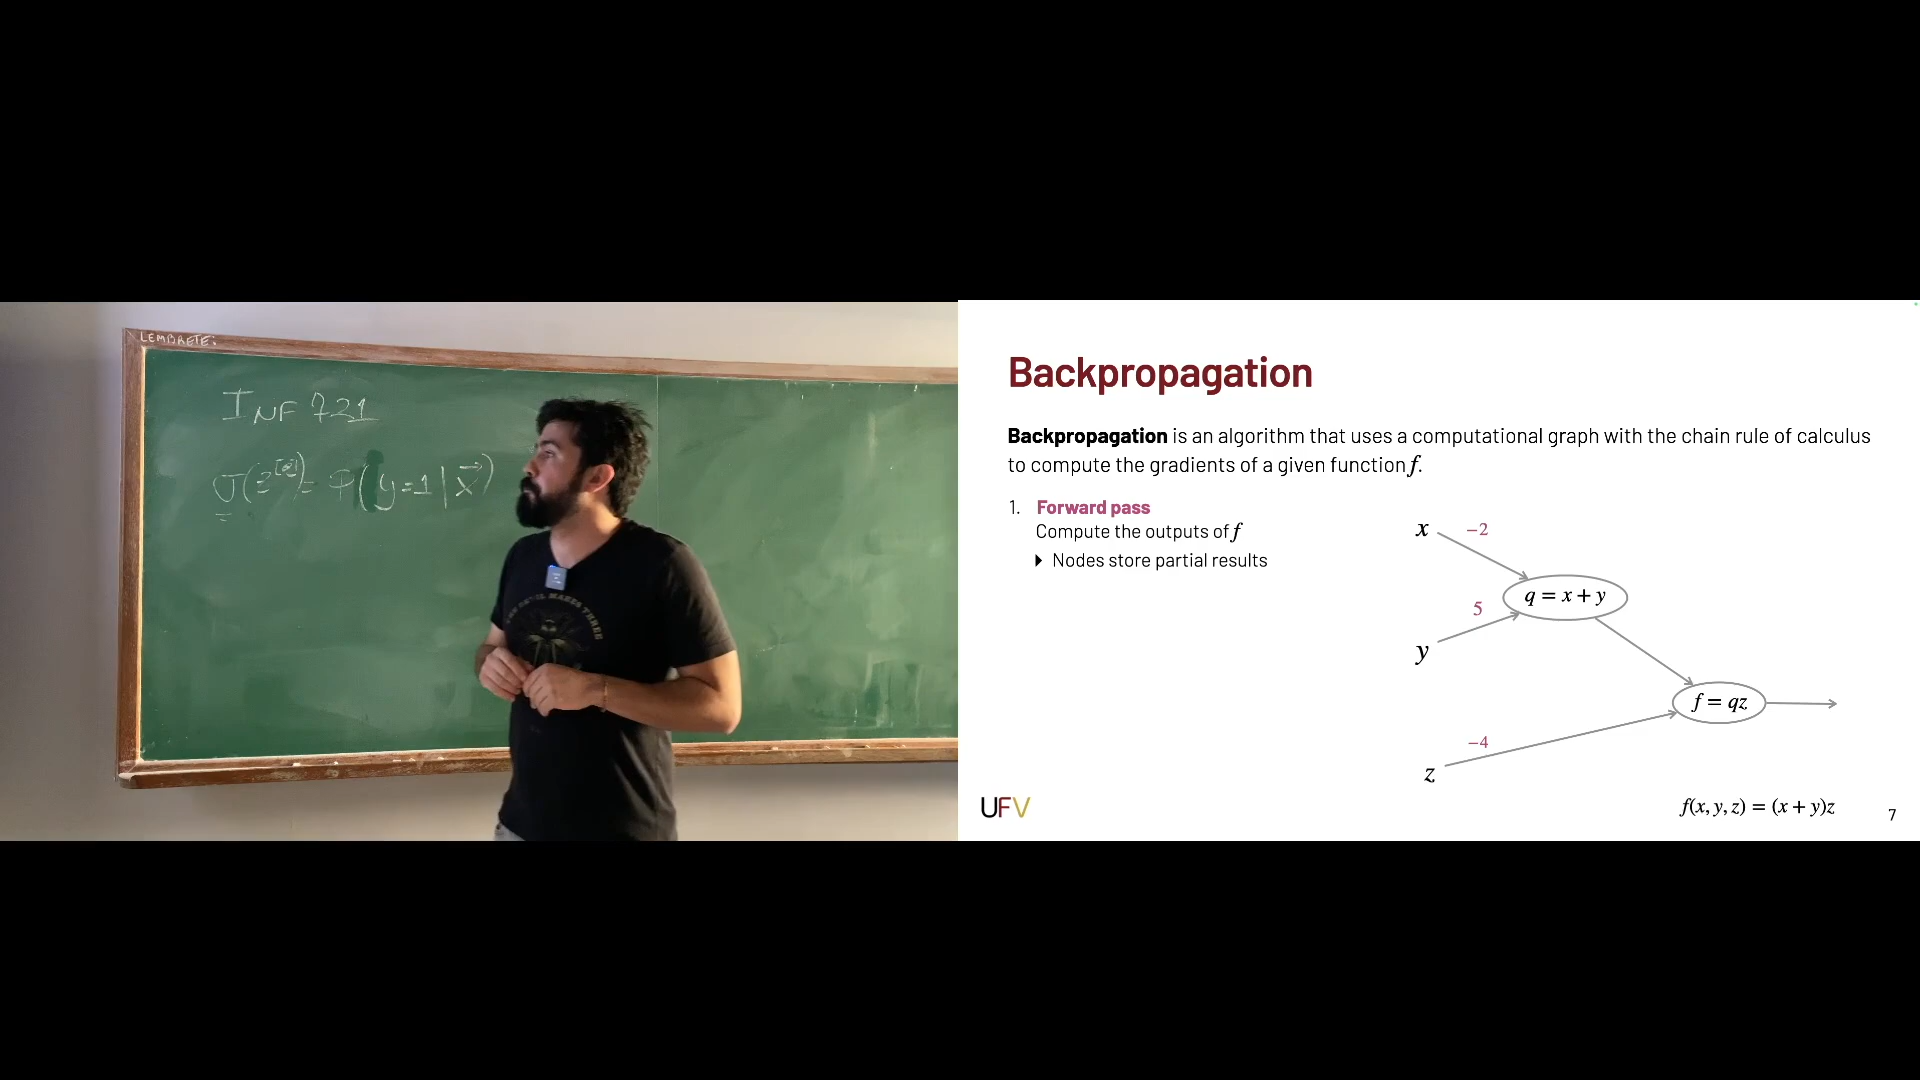 LEMBRETE:
INF 721
σ(z^[2]) = P(y=1|x⃗)
Backpropagation
Backpropagation is an algorithm that uses a computational graph with the chain rule of calculus
to compute the gradients of a given function f.
1. Forward pass
Compute the outputs of f
Nodes store partial results
x −2
q = x + y
5
y
f = qz
−4
z
UFV
f(x, y, z) = (x + y)z
7